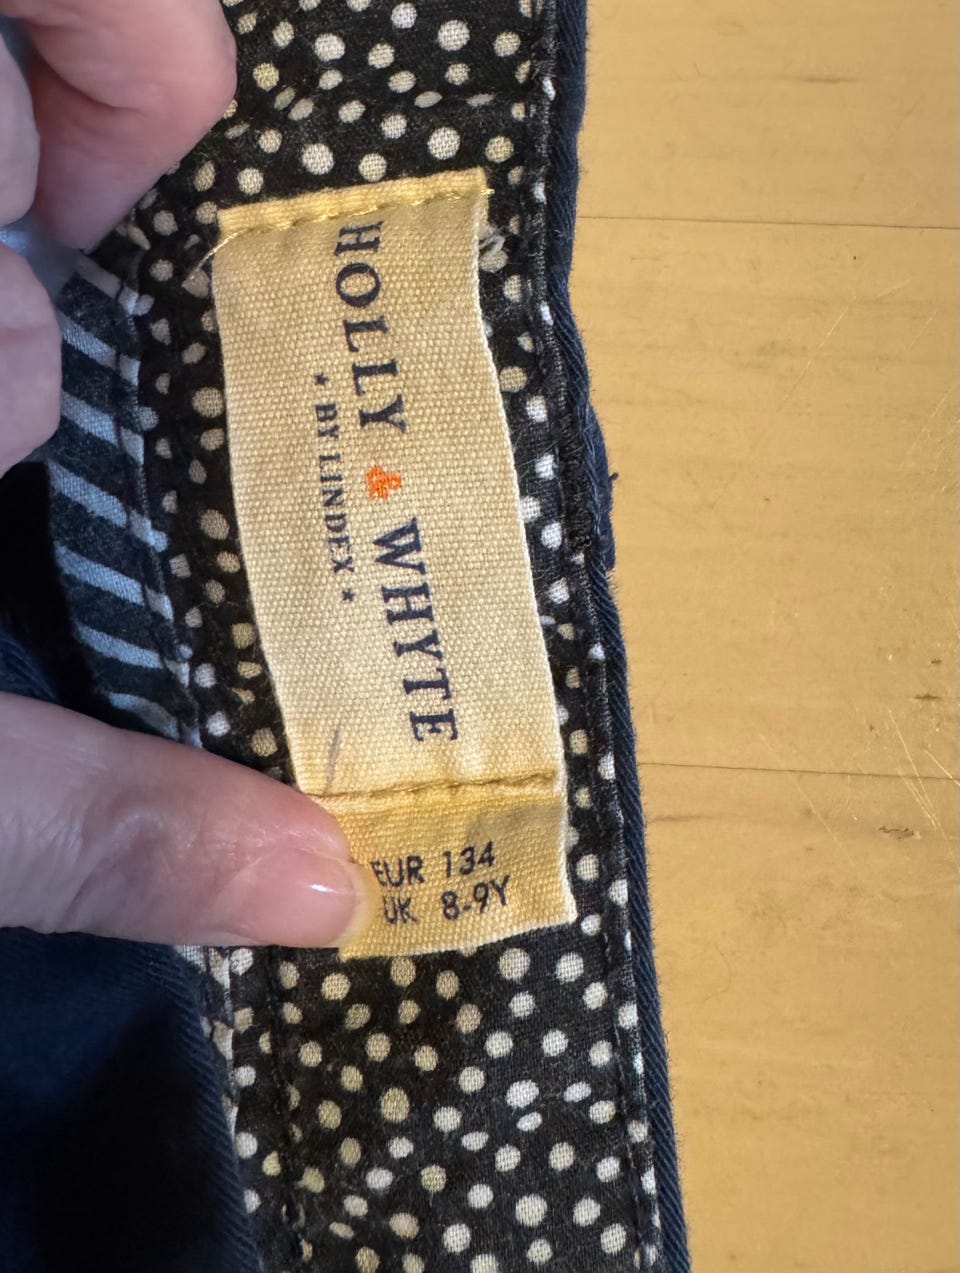 HOLLY & WHYTE
★ BY LINDEX ★
EUR 134
UK 8-9Y